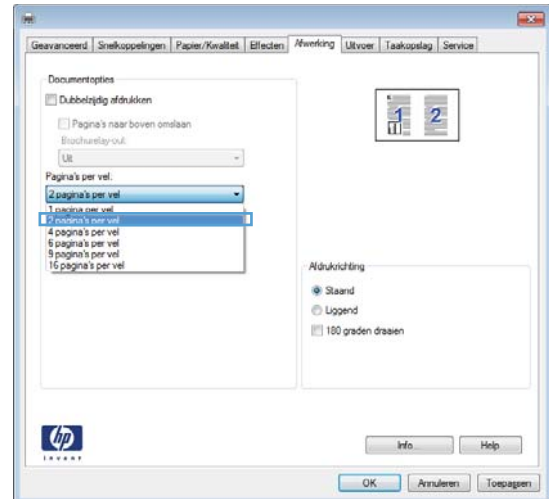 Geavanceerd Snelkoppelingen Papier/Kwaliteit Effecten Afwerking Uitvoer Taakopslag Service
Documentopties
Dubbelzijdig afdrukken
Pagina's naar boven omslaan
Brochurelay-out:
Uit
Pagina's per vel:
2 pagina's per vel
1 pagina per vel
2 pagina's per vel
4 pagina's per vel
6 pagina's per vel
9 pagina's per vel
16 pagina's per vel
1 2
Afdrukrichting
Staand
Liggend
180 graden draaien
hp
invent
Info... Help
OK Annuleren Toepassen